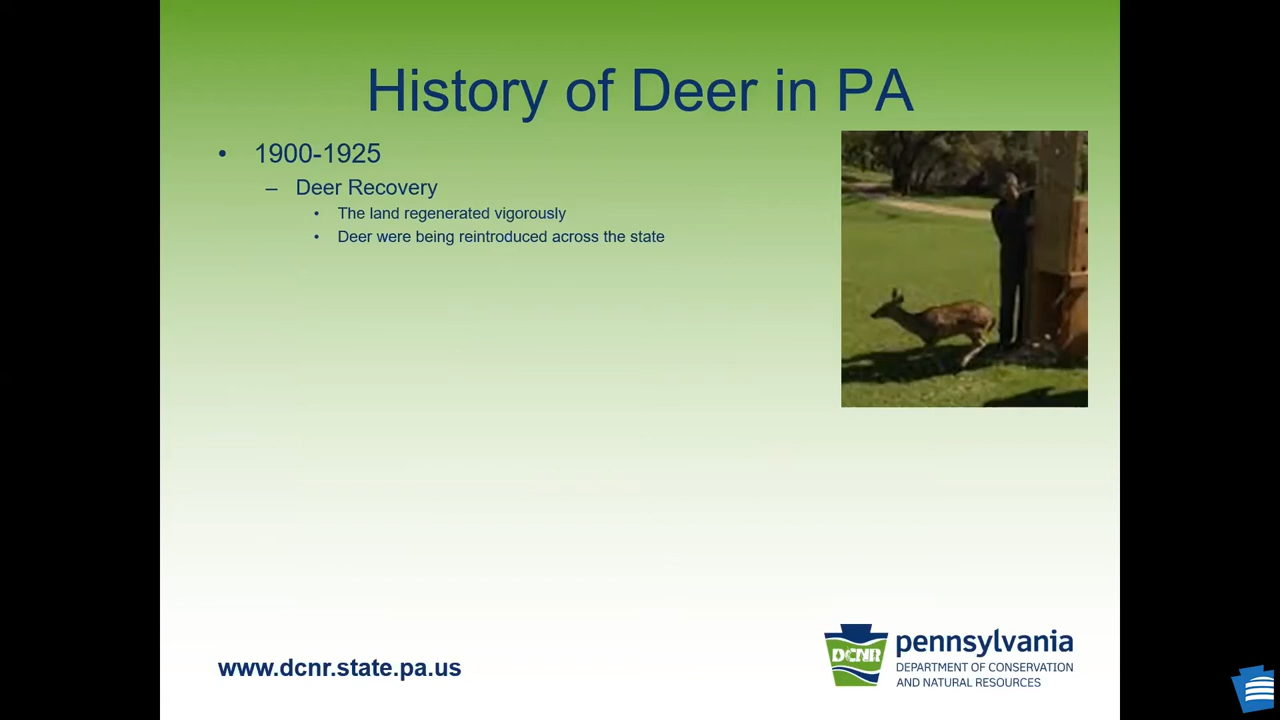 History of Deer in PA
• 1900-1925
– Deer Recovery
• The land regenerated vigorously
• Deer were being reintroduced across the state
www.dcnr.state.pa.us
DCNR
pennsylvania
DEPARTMENT OF CONSERVATION
AND NATURAL RESOURCES